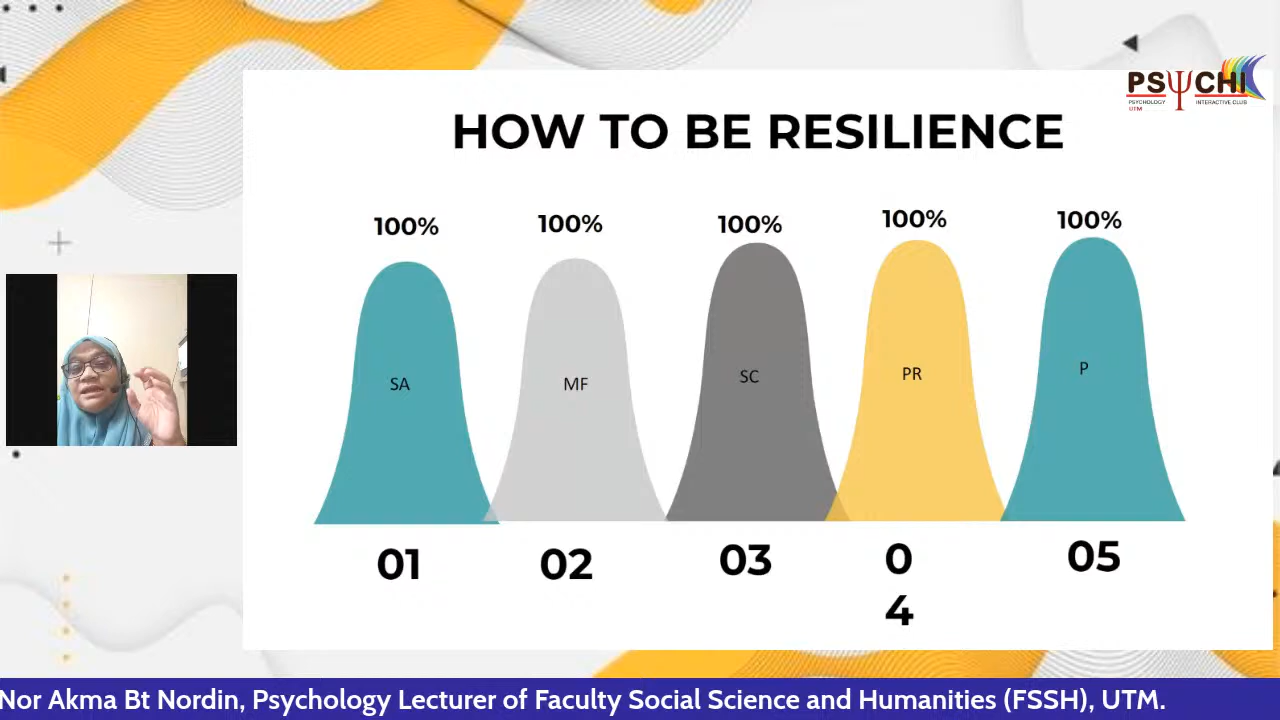 PSYCHI
PSYCHOLOGY INTERACTIVE CLUB
UTM
HOW TO BE RESILIENCE
100% 100% 100% 100% 100%
SA MF SC PR P
01 02 03 0 05
4
Nor Akma Bt Nordin, Psychology Lecturer of Faculty Social Science and Humanities (FSSH), UTM.